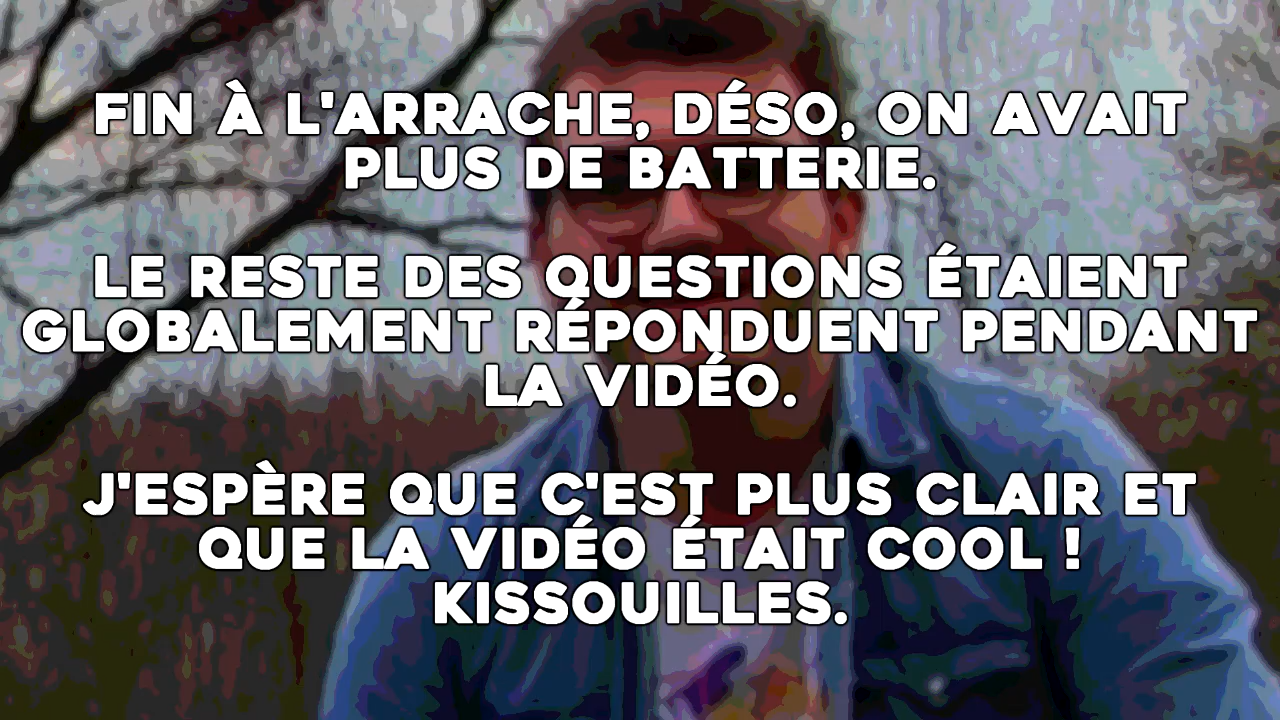 FIN À L'ARRACHE, DÉSO, ON AVAIT
PLUS DE BATTERIE.
LE RESTE DES QUESTIONS ÉTAIENT
GLOBALEMENT RÉPONDUENT PENDANT
LA VIDÉO.
J'ESPÈRE QUE C'EST PLUS CLAIR ET
QUE LA VIDÉO ÉTAIT COOL !
KISSOUILLES.